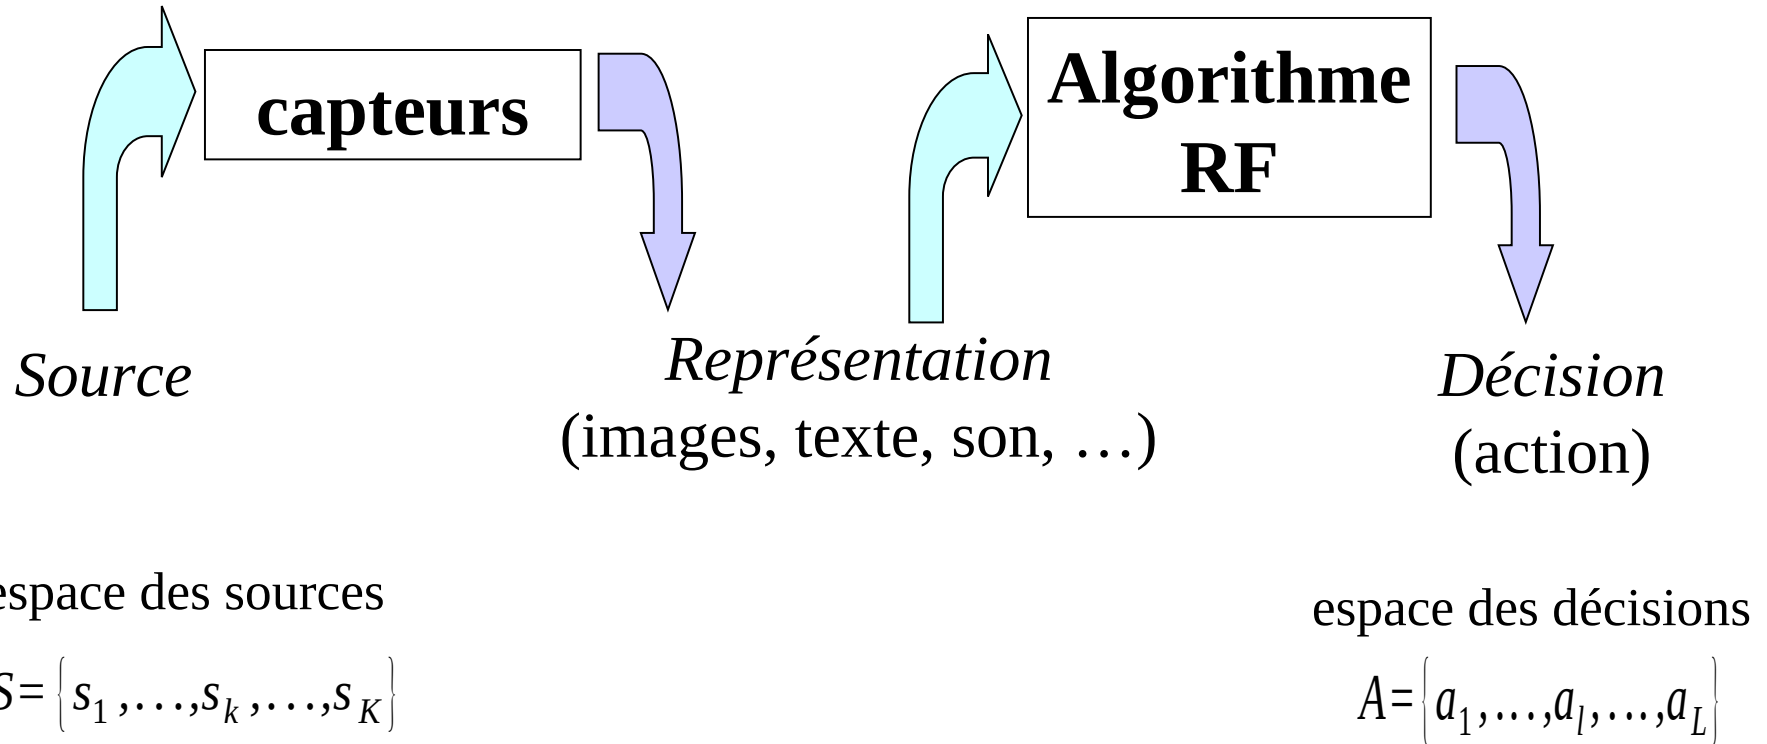 capteurs
Algorithme
RF
Source
Représentation
(images, texte, son, …)
Décision
(action)
espace des sources
S={s1,...,sk,...,sK}
espace des décisions
A={a1,...,al,...,aL}